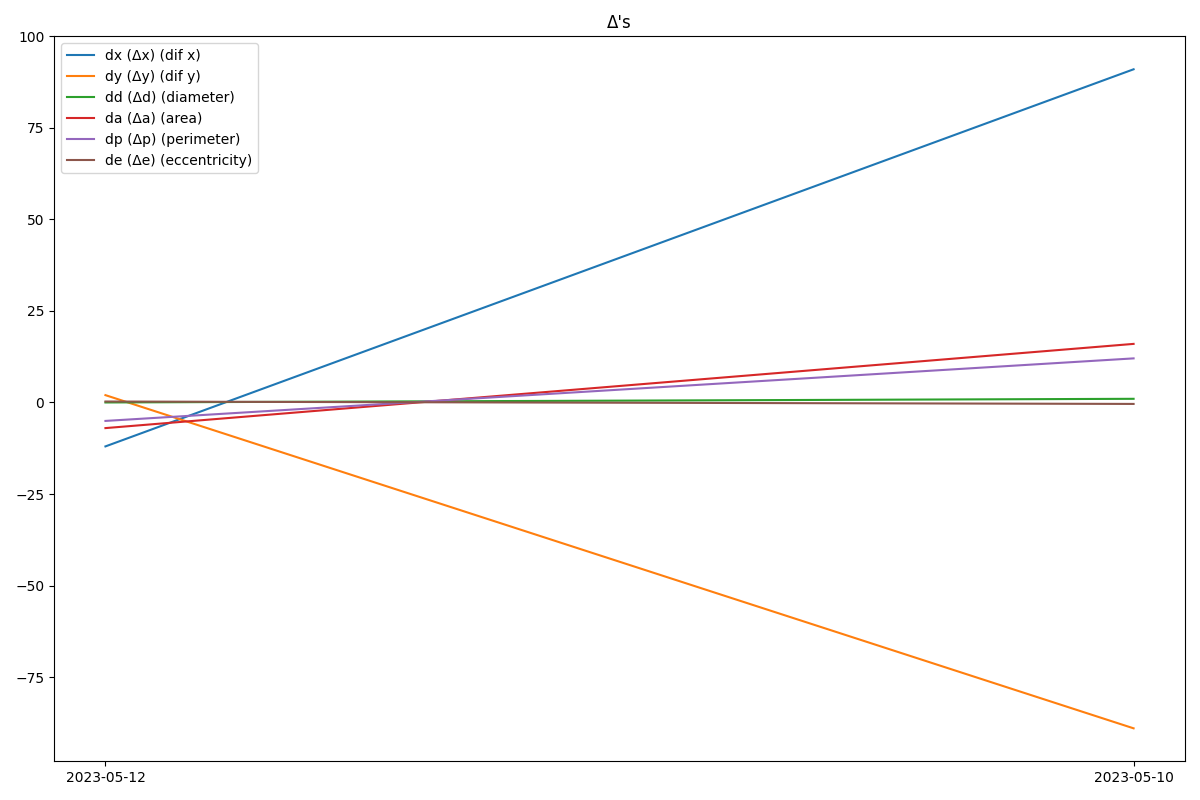 Δ's
100
75
50
25
0
−25
−50
−75
dx (Δx) (dif x)
dy (Δy) (dif y)
dd (Δd) (diameter)
da (Δa) (area)
dp (Δp) (perimeter)
de (Δe) (eccentricity)
2023-05-12
2023-05-10